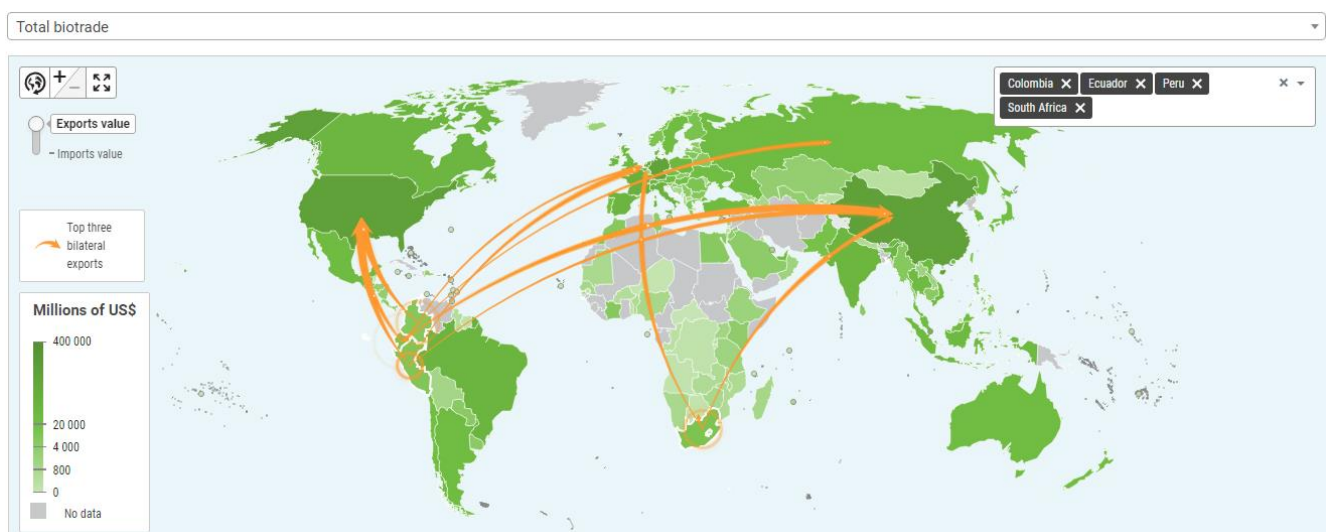 Total biotrade
Colombia ✕ Ecuador ✕ Peru ✕
South Africa ✕
+
−
Exports value
- Imports value
Top three
bilateral
exports
Millions of US$
400 000
20 000
4 000
800
0
No data